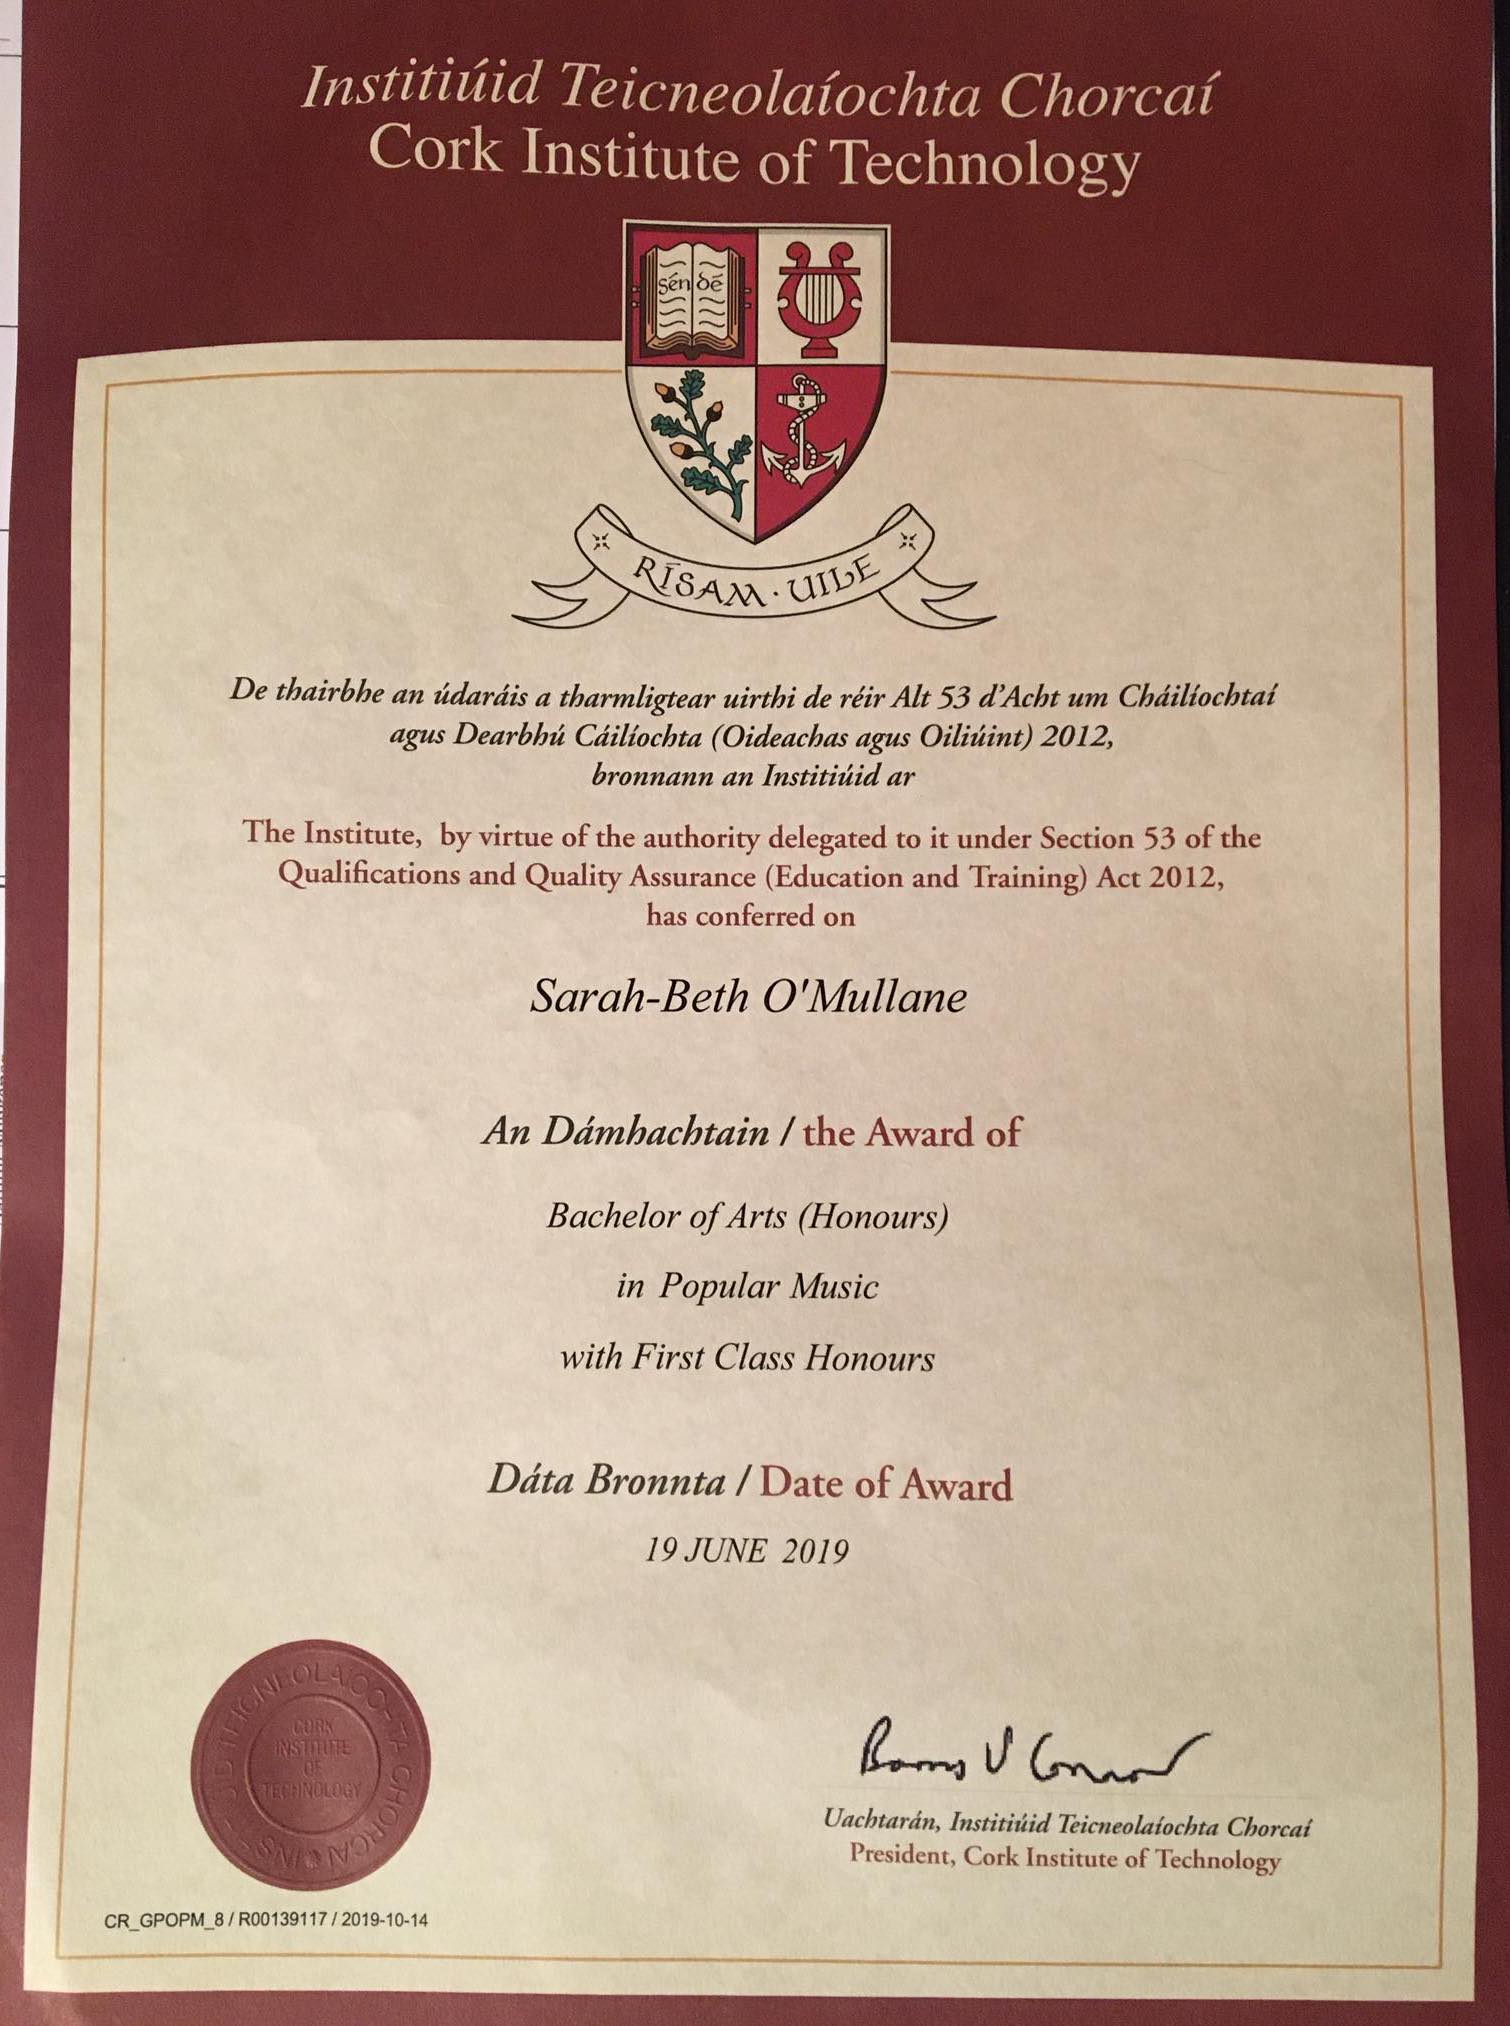 Institiúid Teicneolaíochta Chorcaí
Cork Institute of Technology
sén dé
RÍSAM · UILE
De thairbhe an údaráis a tharmligtear uirthi de réir Alt 53 d'Acht um Cháilíochtaí
agus Dearbhú Cáilíochta (Oideachas agus Oiliúint) 2012,
bronnann an Institiúid ar
The Institute, by virtue of the authority delegated to it under Section 53 of the
Qualifications and Quality Assurance (Education and Training) Act 2012,
has conferred on
Sarah-Beth O'Mullane
An Dámhachtain / the Award of
Bachelor of Arts (Honours)
in Popular Music
with First Class Honours
Dáta Bronnta / Date of Award
19 JUNE 2019
TEICNEOLAÍOCHTA CHORCAÍ
CORK
INSTITUTE
OF
TECHNOLOGY
Uachtarán, Institiúid Teicneolaíochta Chorcaí
President, Cork Institute of Technology
CR_GPOPM_8 / R00139117 / 2019-10-14